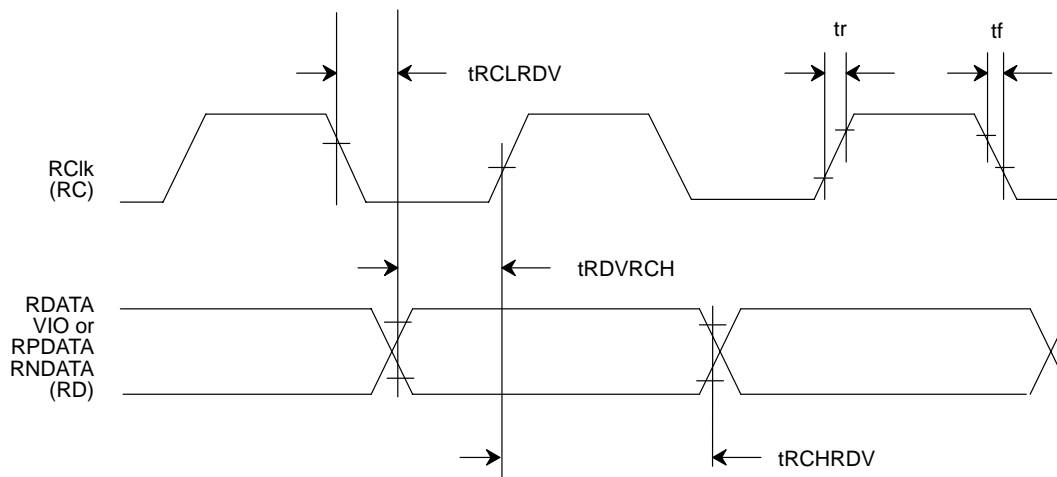 tr
tf
tRCLRDV
RClk
(RC)
tRDVRCH
RDATA
VIO or
RPDATA
RNDATA
(RD)
tRCHRDV